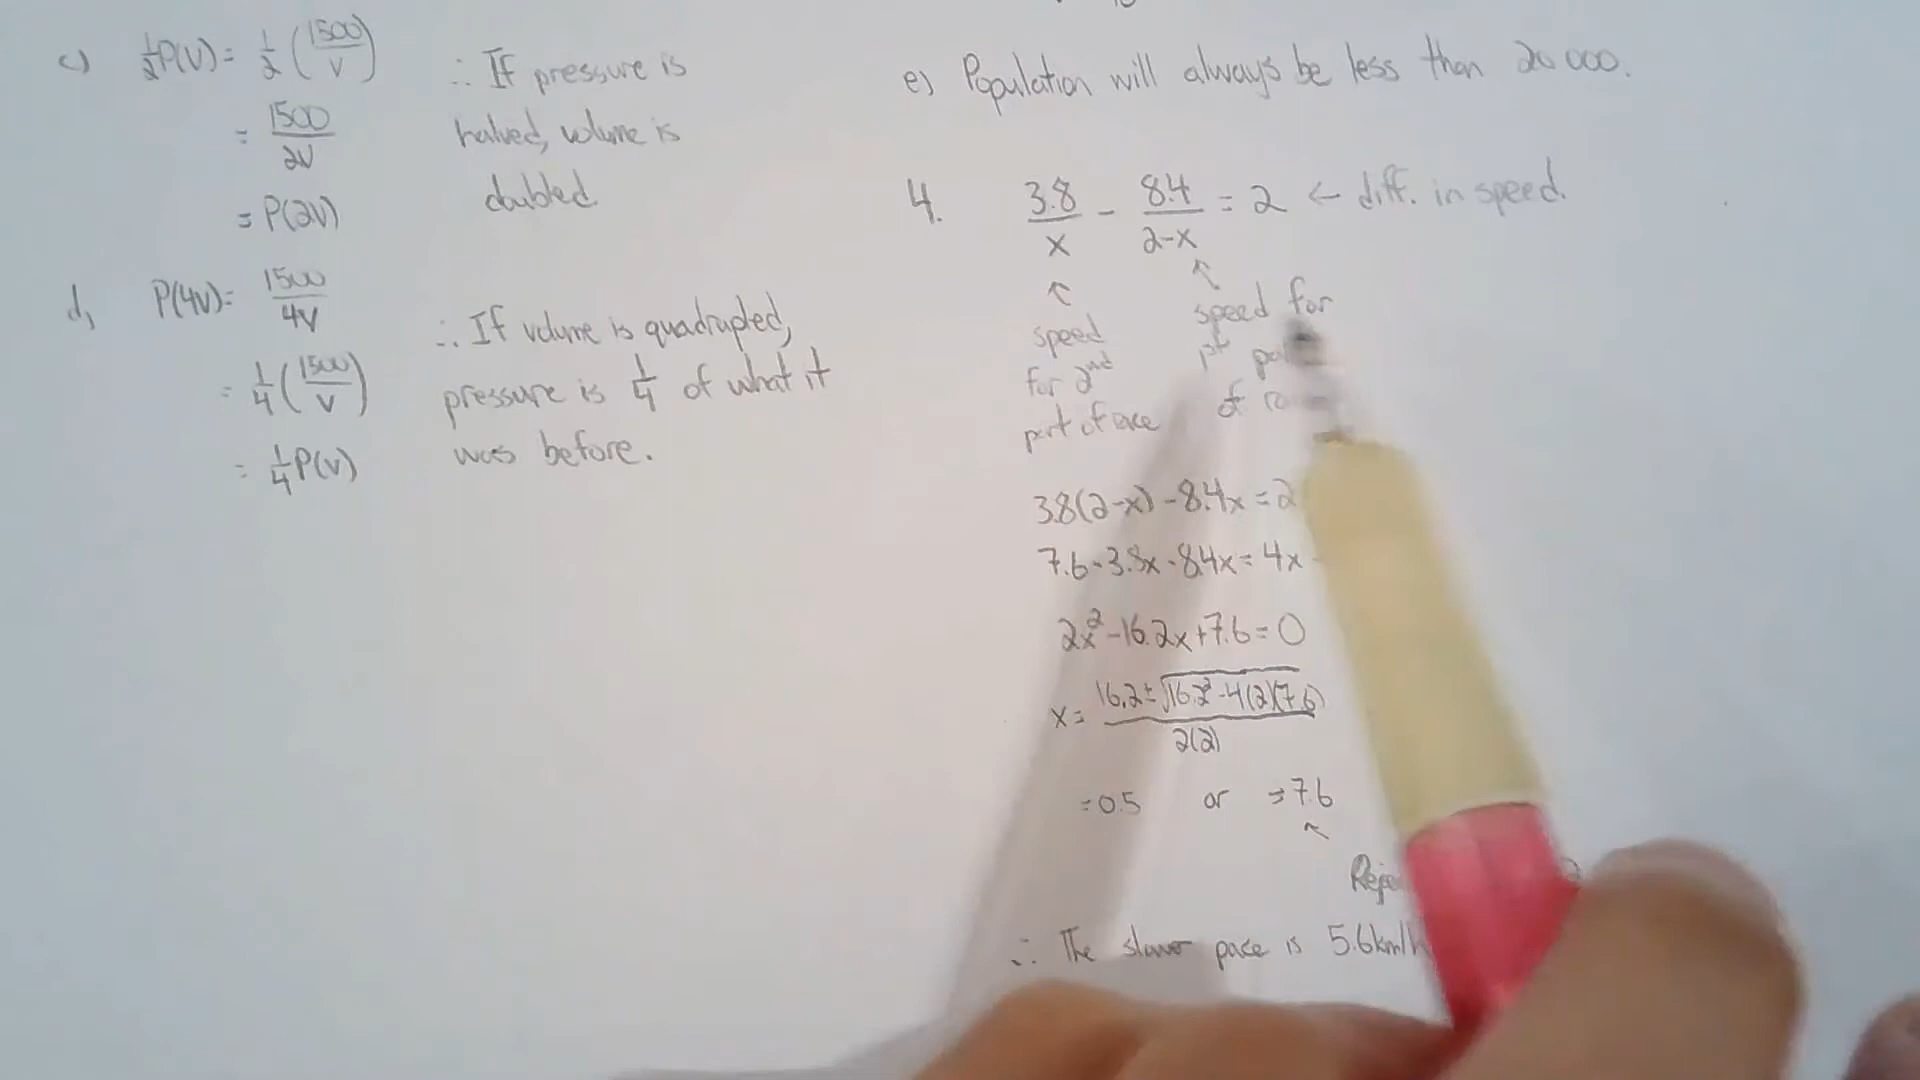 c) ½P(V) = ½(1500/V)
= 1500/2V
= P(2V)
∴ If pressure is
halved, volume is
doubled.
d) P(4V) = 1500/4V
= ¼(1500/V)
= ¼P(V)
∴ If volume is quadrupled,
pressure is ¼ of what it
was before.
e) Population will always be less than 20 000.
4. 3.8/x - 8.4/2-x = 2 ← diff. in speed.
↑
speed
for 2nd
part of race
↑
speed for
1st
of
3.8(2-x) - 8.4x = 2
7.6-3.8x-8.4x = 4x
2x²-16.2x+7.6=0
x= 16.2±√16.2²-4(2)(7.6) / 2(2)
=0.5 or =7.6
↑
∴ The slower pace is 5.6km/h